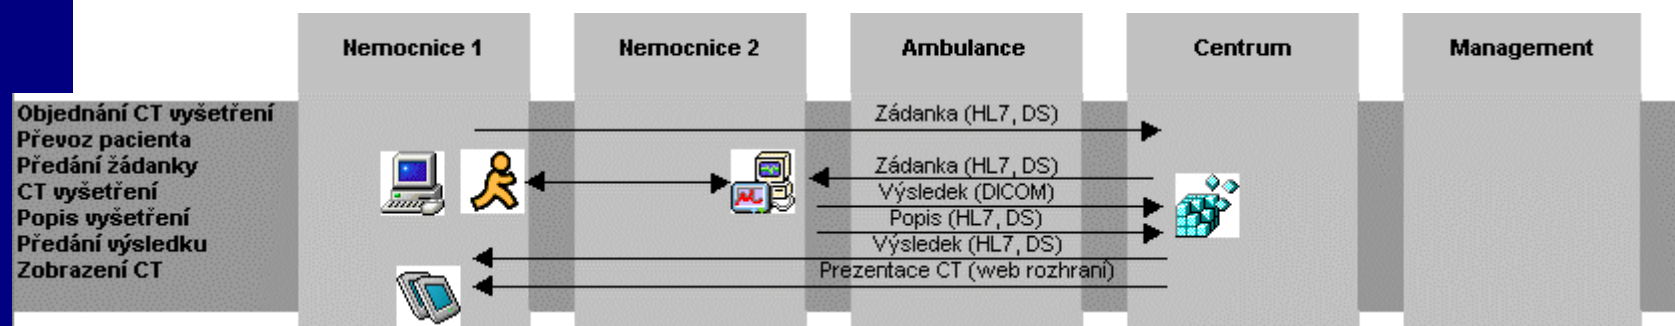 Nemocnice 1
Nemocnice 2
Ambulance
Centrum
Management
Objednání CT vyšetření
Převoz pacienta
Předání žádanky
CT vyšetření
Popis vyšetření
Předání výsledku
Zobrazení CT
Zádanka (HL7, DS)
Zádanka (HL7, DS)
Výsledek (DICOM)
Popis (HL7, DS)
Výsledek (HL7, DS)
Prezentace CT (web rozhraní)